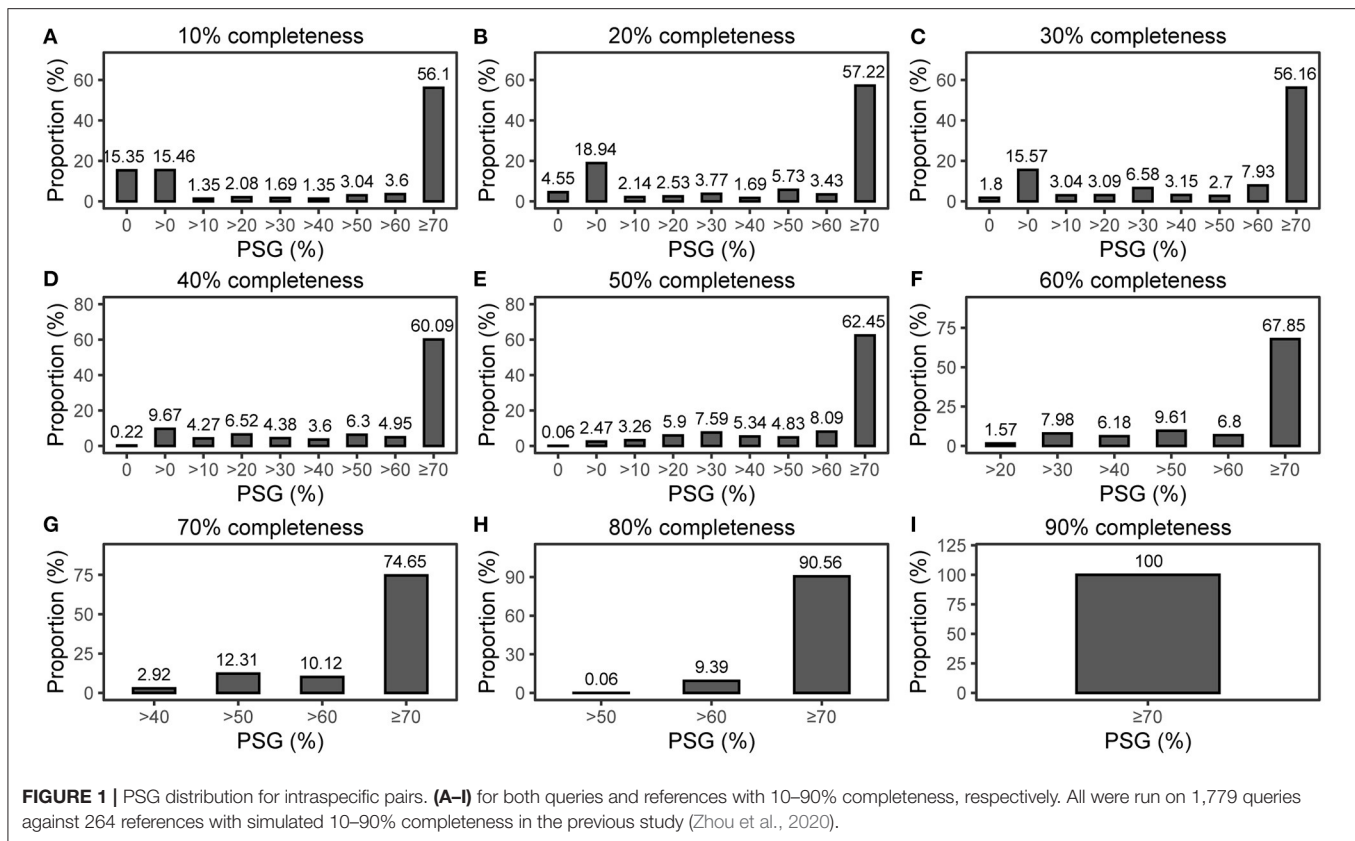 A 10% completeness
Proportion (%)
60
40
20
0
15.35 15.46 1.35 2.08 1.69 1.35 3.04 3.6 56.1
0 >0 >10 >20 >30 >40 >50 >60 ≥70
PSG (%)
B 20% completeness
Proportion (%)
60
40
20
0
4.55 18.94 2.14 2.53 3.77 1.69 5.73 3.43 57.22
0 >0 >10 >20 >30 >40 >50 >60 ≥70
PSG (%)
C 30% completeness
Proportion (%)
60
40
20
0
1.8 15.57 3.04 3.09 6.58 3.15 2.7 7.93 56.16
0 >0 >10 >20 >30 >40 >50 >60 ≥70
PSG (%)
D 40% completeness
Proportion (%)
80
60
40
20
0
0.22 9.67 4.27 6.52 4.38 3.6 6.3 4.95 60.09
0 >0 >10 >20 >30 >40 >50 >60 ≥70
PSG (%)
E 50% completeness
Proportion (%)
80
60
40
20
0
0.06 2.47 3.26 5.9 7.59 5.34 4.83 8.09 62.45
0 >0 >10 >20 >30 >40 >50 >60 ≥70
PSG (%)
F 60% completeness
Proportion (%)
75
50
25
0
1.57 7.98 6.18 9.61 6.8 67.85
>20 >30 >40 >50 >60 ≥70
PSG (%)
G 70% completeness
Proportion (%)
75
50
25
0
2.92 12.31 10.12 74.65
>40 >50 >60 ≥70
PSG (%)
H 80% completeness
Proportion (%)
90
60
30
0
0.06 9.39 90.56
>50 >60 ≥70
PSG (%)
I 90% completeness
Proportion (%)
125
100
75
50
25
0
100
≥70
PSG (%)
FIGURE 1 | PSG distribution for intraspecific pairs. (A–I) for both queries and references with 10–90% completeness, respectively. All were run on 1,779 queries
against 264 references with simulated 10–90% completeness in the previous study (Zhou et al., 2020).